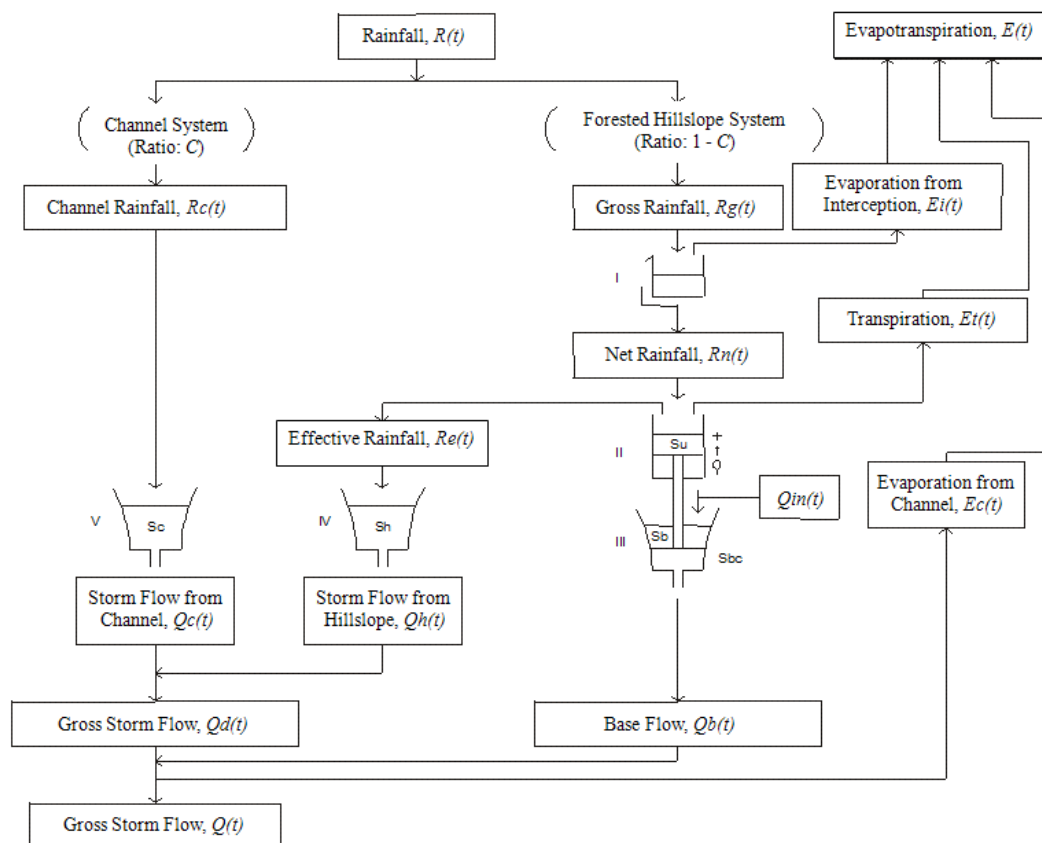 Rainfall, R(t)
Evapotranspiration, E(t)
Channel System
(Ratio: C)
Forested Hillslope System
(Ratio: 1 - C)
Channel Rainfall, Rc(t)
Gross Rainfall, Rg(t)
Evaporation from
Interception, Ei(t)
I
Net Rainfall, Rn(t)
Transpiration, Et(t)
Effective Rainfall, Re(t)
II
Su
+
Q
Evaporation from
Channel, Ec(t)
Qin(t)
V
Sc
IV
Sh
III
Sb
Sbc
Storm Flow from
Channel, Qc(t)
Storm Flow from
Hillslope, Qh(t)
Gross Storm Flow, Qd(t)
Base Flow, Qb(t)
Gross Storm Flow, Q(t)